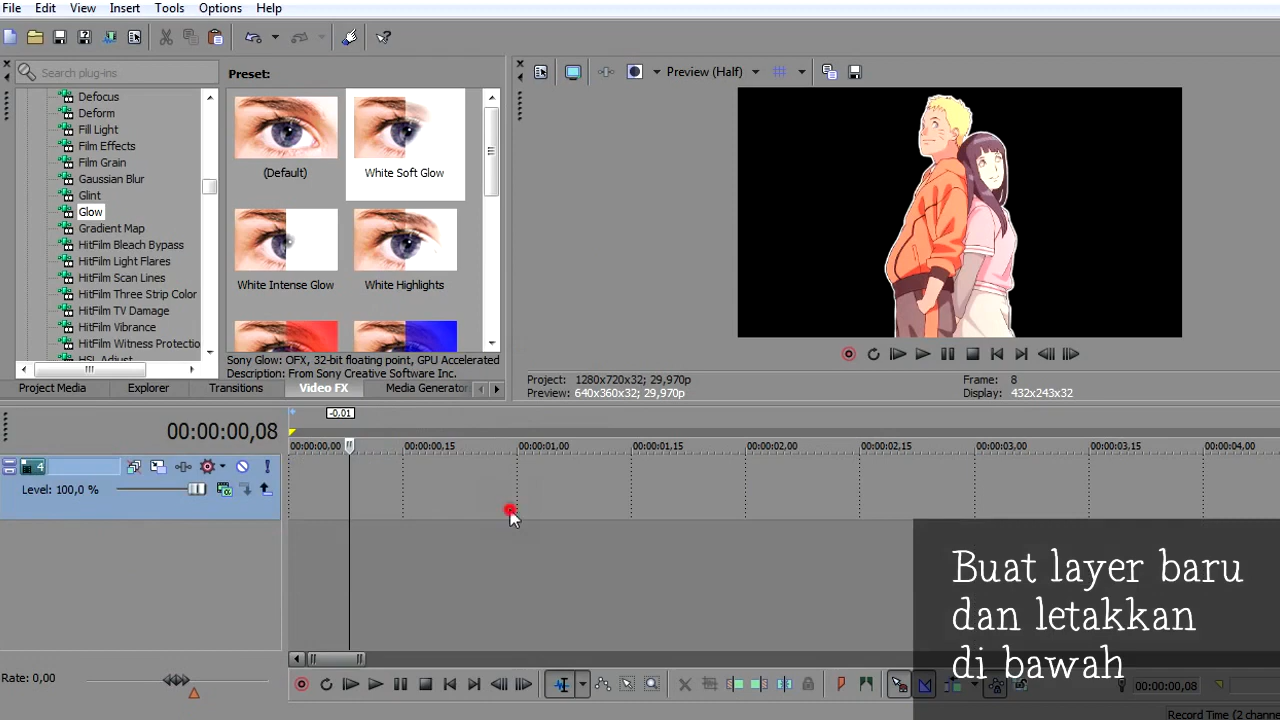 File Edit View Insert Tools Options Help
Search plug-ins
Preset:
Preview (Half)
Defocus
Deform
Fill Light
Film Effects
Film Grain
Gaussian Blur
Glint
Glow
Gradient Map
HitFilm Bleach Bypass
HitFilm Light Flares
HitFilm Scan Lines
HitFilm Three Strip Color
HitFilm TV Damage
HitFilm Vibrance
HitFilm Witness Protectio
HSL Adjust
(Default)
White Soft Glow
White Intense Glow
White Highlights
Sony Glow: OFX, 32-bit floating point, GPU Accelerated
Description: From Sony Creative Software Inc.
Project Media Explorer Transitions Video FX Media Generator
Project: 1280x720x32; 29,970p
Preview: 640x360x32; 29,970p
Frame: 8
Display: 432x243x32
-0.01
00:00:00,08
00:00:00,00 00:00:00,15 00:00:01,00 00:00:01,15 00:00:02,00 00:00:02,15 00:00:03,00 00:00:03,15 00:00:04,00
4
Level: 100,0 %
Buat layer baru
dan letakkan
di bawah
Rate: 0,00
00:00:00,08
Record Time (2 channe